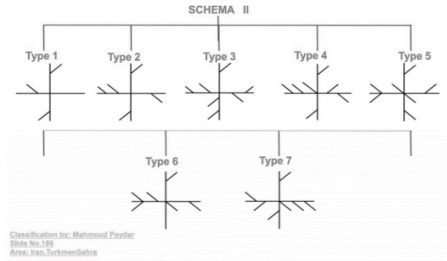 SCHEMA II
Type 1 Type 2 Type 3 Type 4 Type 5
Type 6 Type 7
Classification by: Mahmoud Payder
Slide No.186
Area: Iran.TurkmenSahra